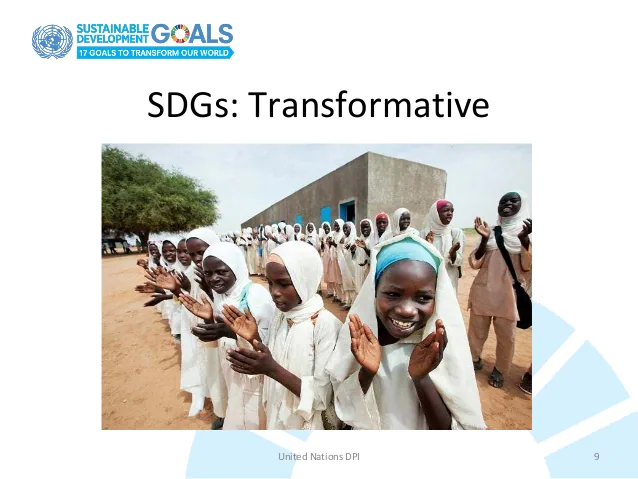 SUSTAINABLE
DEVELOPMENT GOALS
17 GOALS TO TRANSFORM OUR WORLD
SDGs: Transformative
United Nations DPI
9